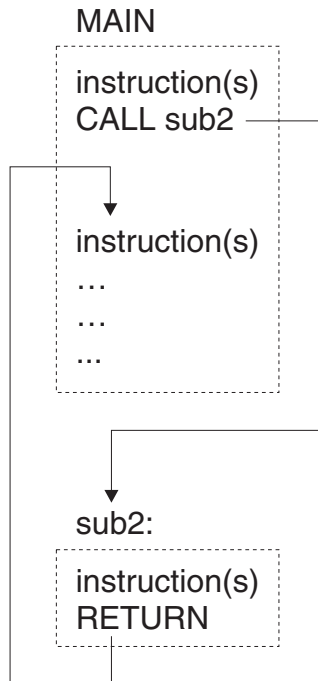 MAIN
instruction(s)
CALL sub2
instruction(s)
...
...
...
sub2:
instruction(s)
RETURN